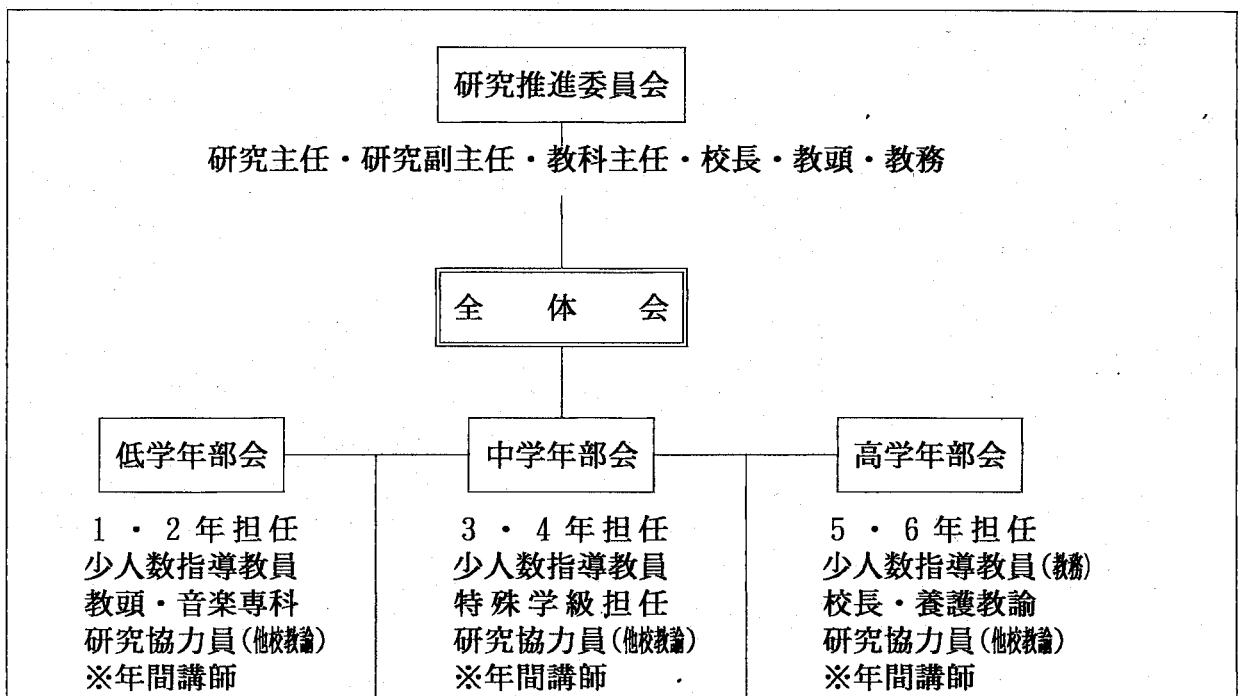 研究推進委員会
研究主任・研究副主任・教科主任・校長・教頭・教務
全体会
低学年部会
中学年部会
高学年部会
1・2年担任
少人数指導教員
教頭・音楽専科
研究協力員(他校教諭)
※年間講師
3・4年担任
少人数指導教員
特殊学級担任
研究協力員(他校教諭)
※年間講師
5・6年担任
少人数指導教員(教務)
校長・養護教諭
研究協力員(他校教諭)
※年間講師